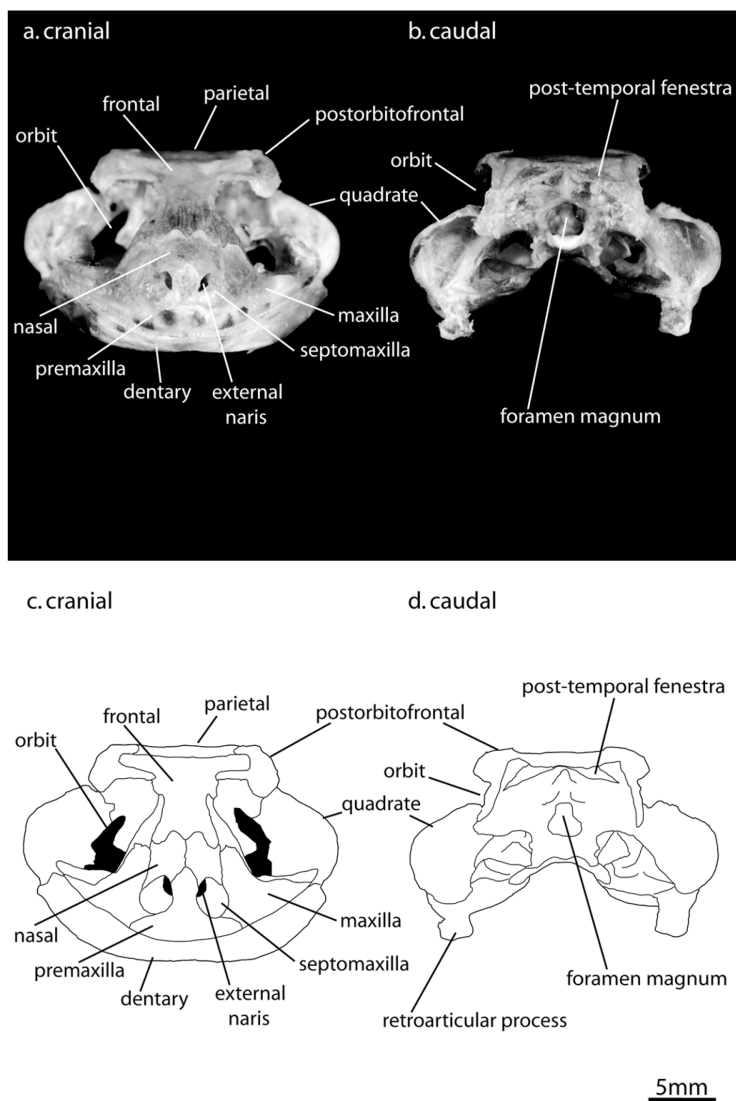 a. cranial
b. caudal
post-temporal fenestra
parietal
frontal
postorbitofrontal
orbit
orbit
quadrate
nasal
maxilla
septomaxilla
premaxilla
dentary
external
naris
foramen magnum
c. cranial
d. caudal
post-temporal fenestra
parietal
frontal
postorbitofrontal
orbit
orbit
quadrate
nasal
maxilla
premaxilla
septomaxilla
dentary
external
naris
foramen magnum
retroarticular process
5mm